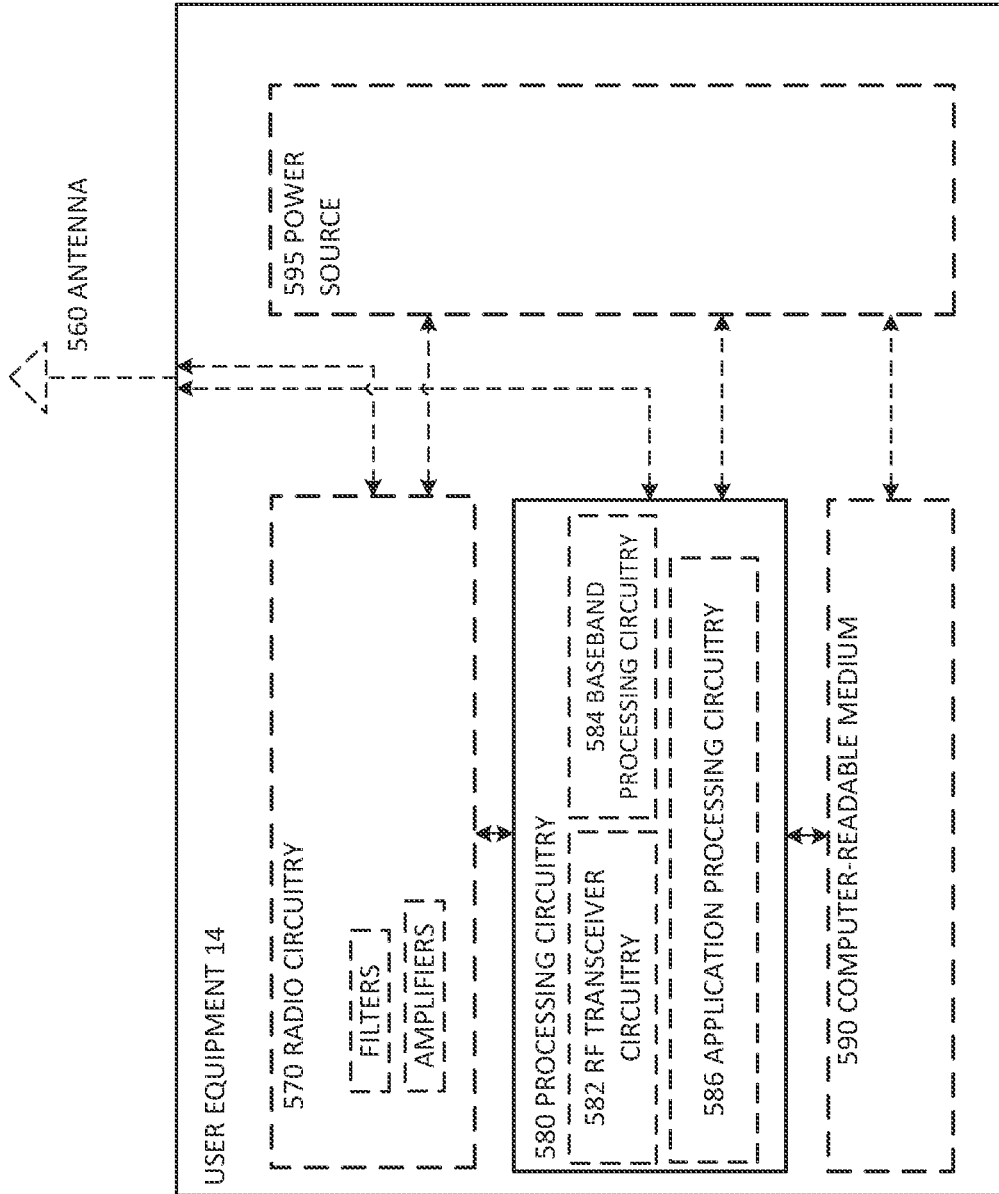 USER EQUIPMENT 14
560 ANTENNA
570 RADIO CIRCUITRY
FILTERS
AMPLIFIERS
580 PROCESSING CIRCUITRY
582 RF TRANSCEIVER
CIRCUITRY
584 BASEBAND
PROCESSING CIRCUITRY
586 APPLICATION PROCESSING CIRCUITRY
590 COMPUTER-READABLE MEDIUM
595 POWER
SOURCE